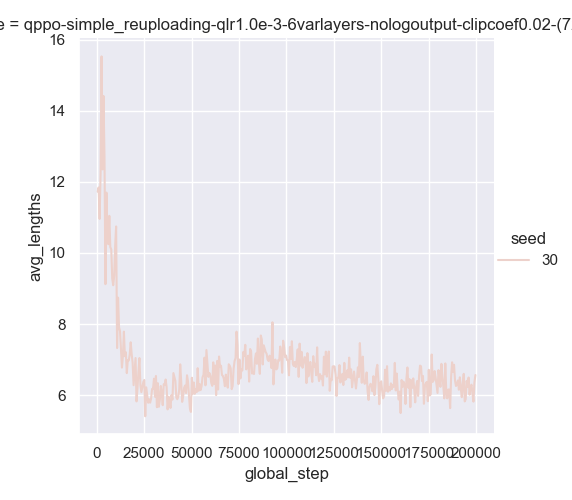 e = qppo-simple_reuploading-qlr1.0e-3-6varlayers-nologoutput-clipcoef0.02-(7
16
14
12
10
8
6
avg_lengths
0 25000 50000 75000 100000 125000 150000 175000 200000
global_step
seed
30